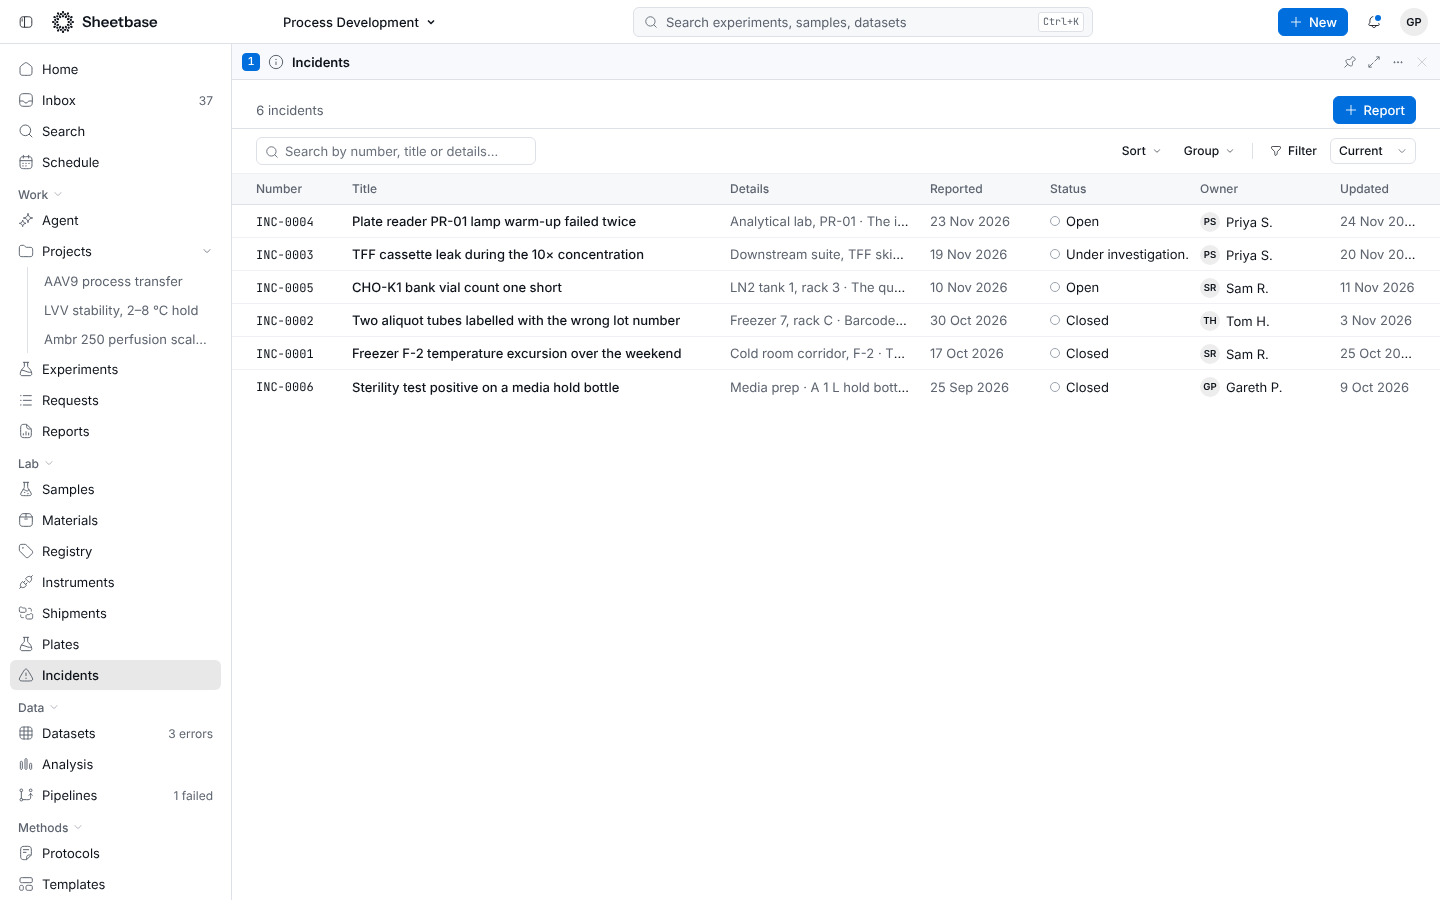 Sheetbase
Process Development
Search experiments, samples, datasets
Ctrl+K
New
GP
Home
Inbox 37
Search
Schedule
Work
Agent
Projects
AAV9 process transfer
LVV stability, 2–8 °C hold
Ambr 250 perfusion scal...
Experiments
Requests
Reports
Lab
Samples
Materials
Registry
Instruments
Shipments
Plates
Incidents
Data
Datasets 3 errors
Analysis
Pipelines 1 failed
Methods
Protocols
Templates
1 Incidents
6 incidents
Report
Search by number, title or details...
Sort Group Filter Current
Number Title Details Reported Status Owner Updated
INC-0004 Plate reader PR-01 lamp warm-up failed twice Analytical lab, PR-01 · The i... 23 Nov 2026 Open PS Priya S. 24 Nov 20...
INC-0003 TFF cassette leak during the 10× concentration Downstream suite, TFF ski... 19 Nov 2026 Under investigation. PS Priya S. 20 Nov 20...
INC-0005 CHO-K1 bank vial count one short LN2 tank 1, rack 3 · The qu... 10 Nov 2026 Open SR Sam R. 11 Nov 2026
INC-0002 Two aliquot tubes labelled with the wrong lot number Freezer 7, rack C · Barcode... 30 Oct 2026 Closed TH Tom H. 3 Nov 2026
INC-0001 Freezer F-2 temperature excursion over the weekend Cold room corridor, F-2 · T... 17 Oct 2026 Closed SR Sam R. 25 Oct 20...
INC-0006 Sterility test positive on a media hold bottle Media prep · A 1 L hold bott... 25 Sep 2026 Closed GP Gareth P. 9 Oct 2026